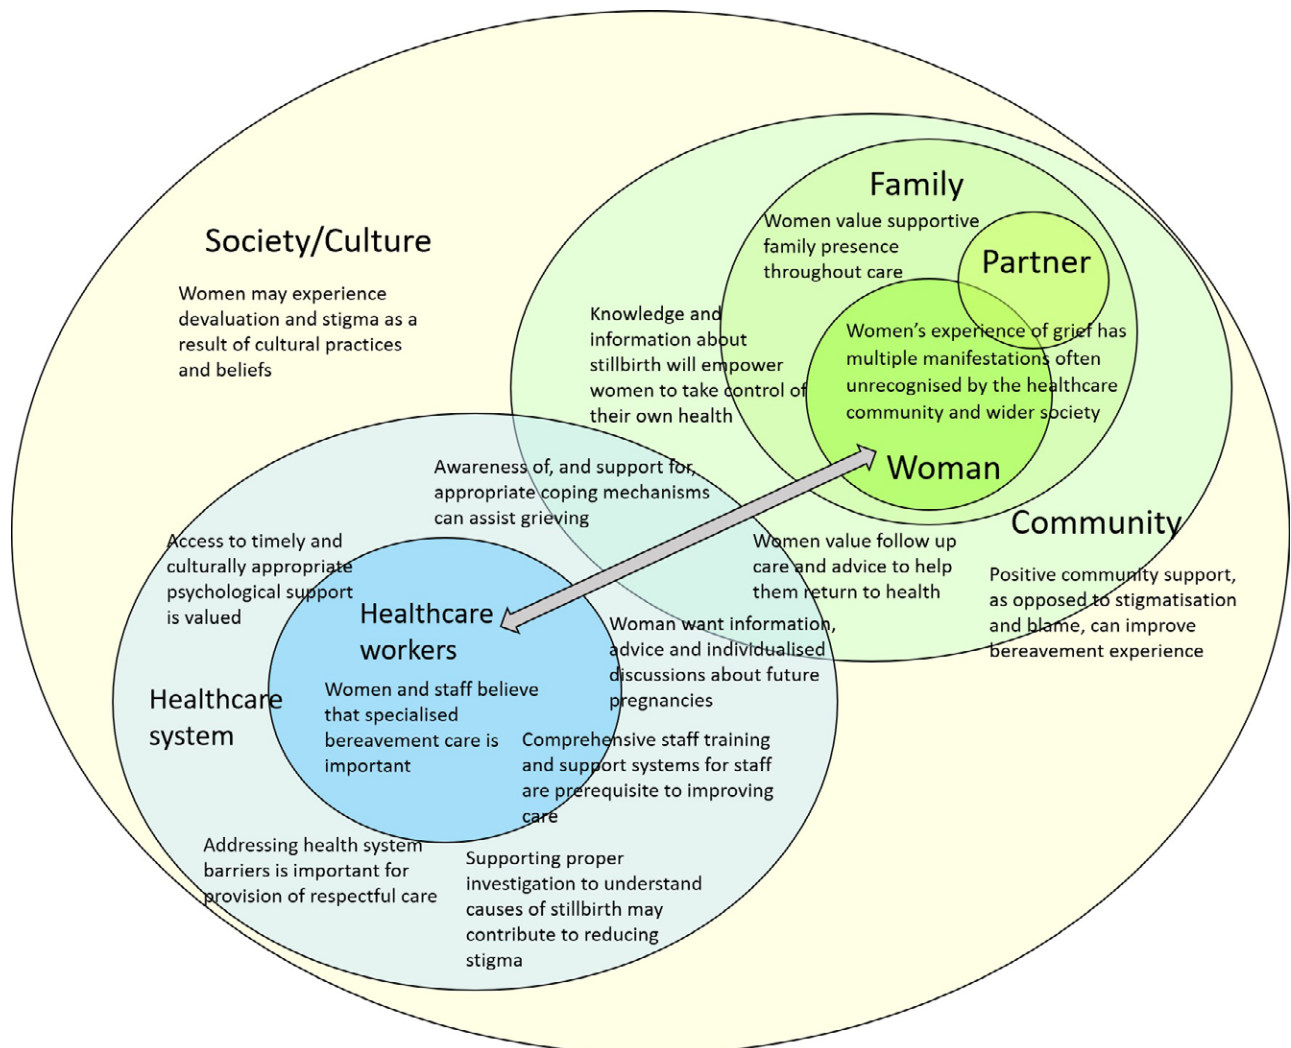 Society/Culture
Women may experience
devaluation and stigma as a
result of cultural practices
and beliefs
Family
Women value supportive
family presence
throughout care
Partner
Knowledge and
information about
stillbirth will empower
women to take control of
their own health
Women's experience of grief has
multiple manifestations often
unrecognised by the healthcare
community and wider society
Woman
Community
Positive community support,
as opposed to stigmatisation
and blame, can improve
bereavement experience
Awareness of, and support for,
appropriate coping mechanisms
can assist grieving
Women value follow up
care and advice to help
them return to health
Access to timely and
culturally appropriate
psychological support
is valued
Healthcare
workers
Women and staff believe
that specialised
bereavement care is
important
Woman want information,
advice and individualised
discussions about future
pregnancies
Healthcare
system
Comprehensive staff training
and support systems for staff
are prerequisite to improving
care
Addressing health system
barriers is important for
provision of respectful care
Supporting proper
investigation to understand
causes of stillbirth may
contribute to reducing
stigma